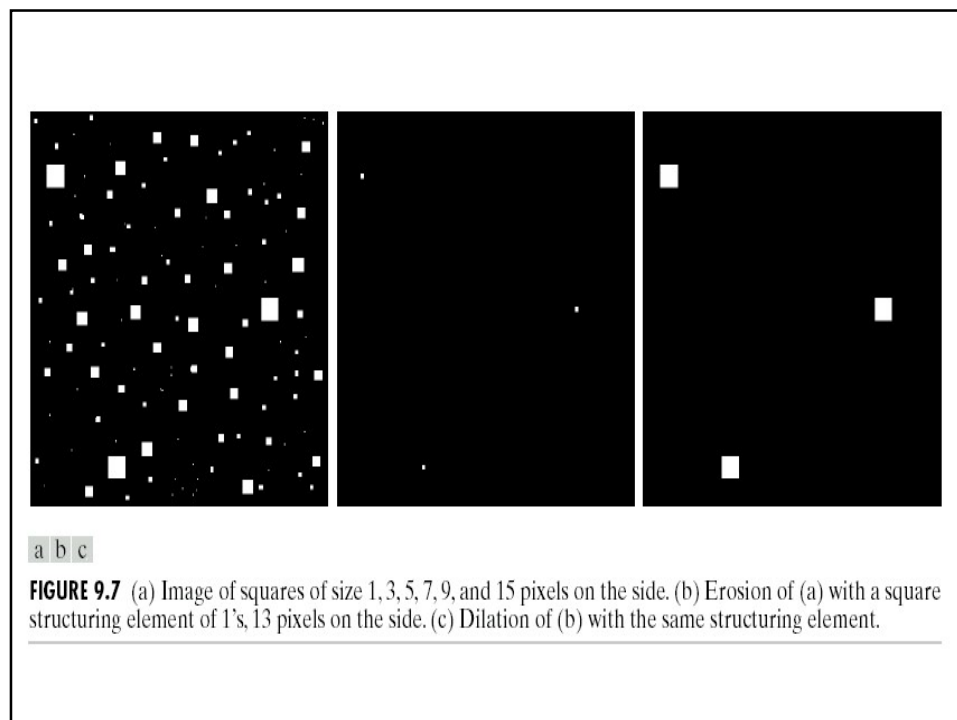 a b c
FIGURE 9.7 (a) Image of squares of size 1, 3, 5, 7, 9, and 15 pixels on the side. (b) Erosion of (a) with a square
structuring element of 1's, 13 pixels on the side. (c) Dilation of (b) with the same structuring element.